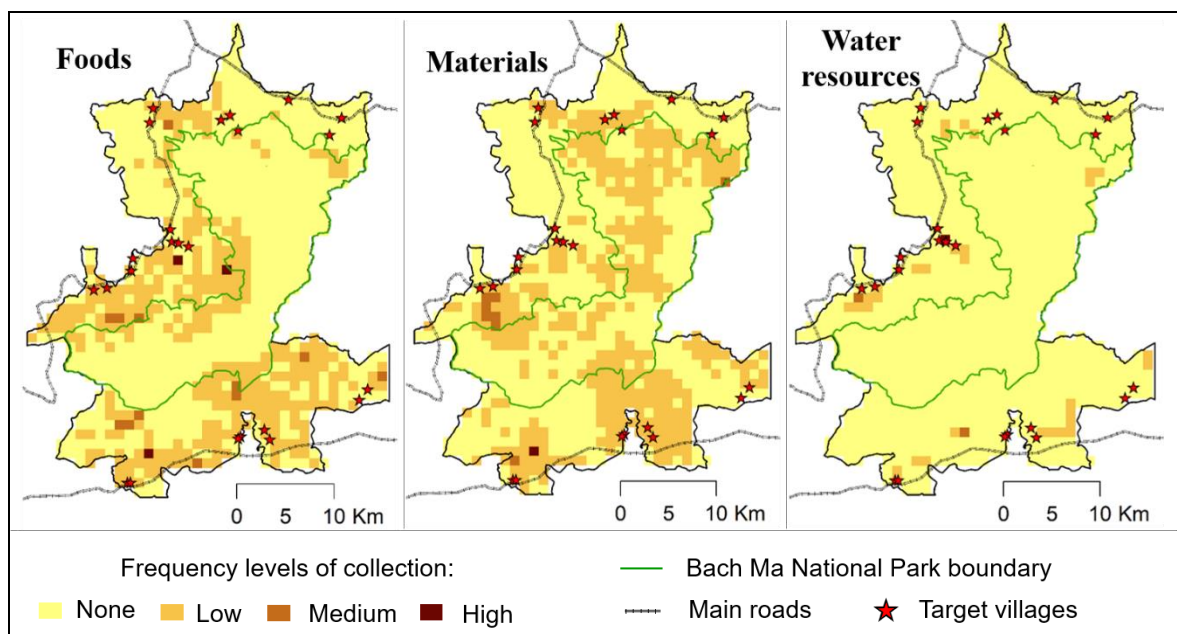 Foods
Materials
Water
resources
0 5 10 Km
0 5 10 Km
0 5 10 Km
Frequency levels of collection:
None Low Medium High
Bach Ma National Park boundary
Main roads Target villages